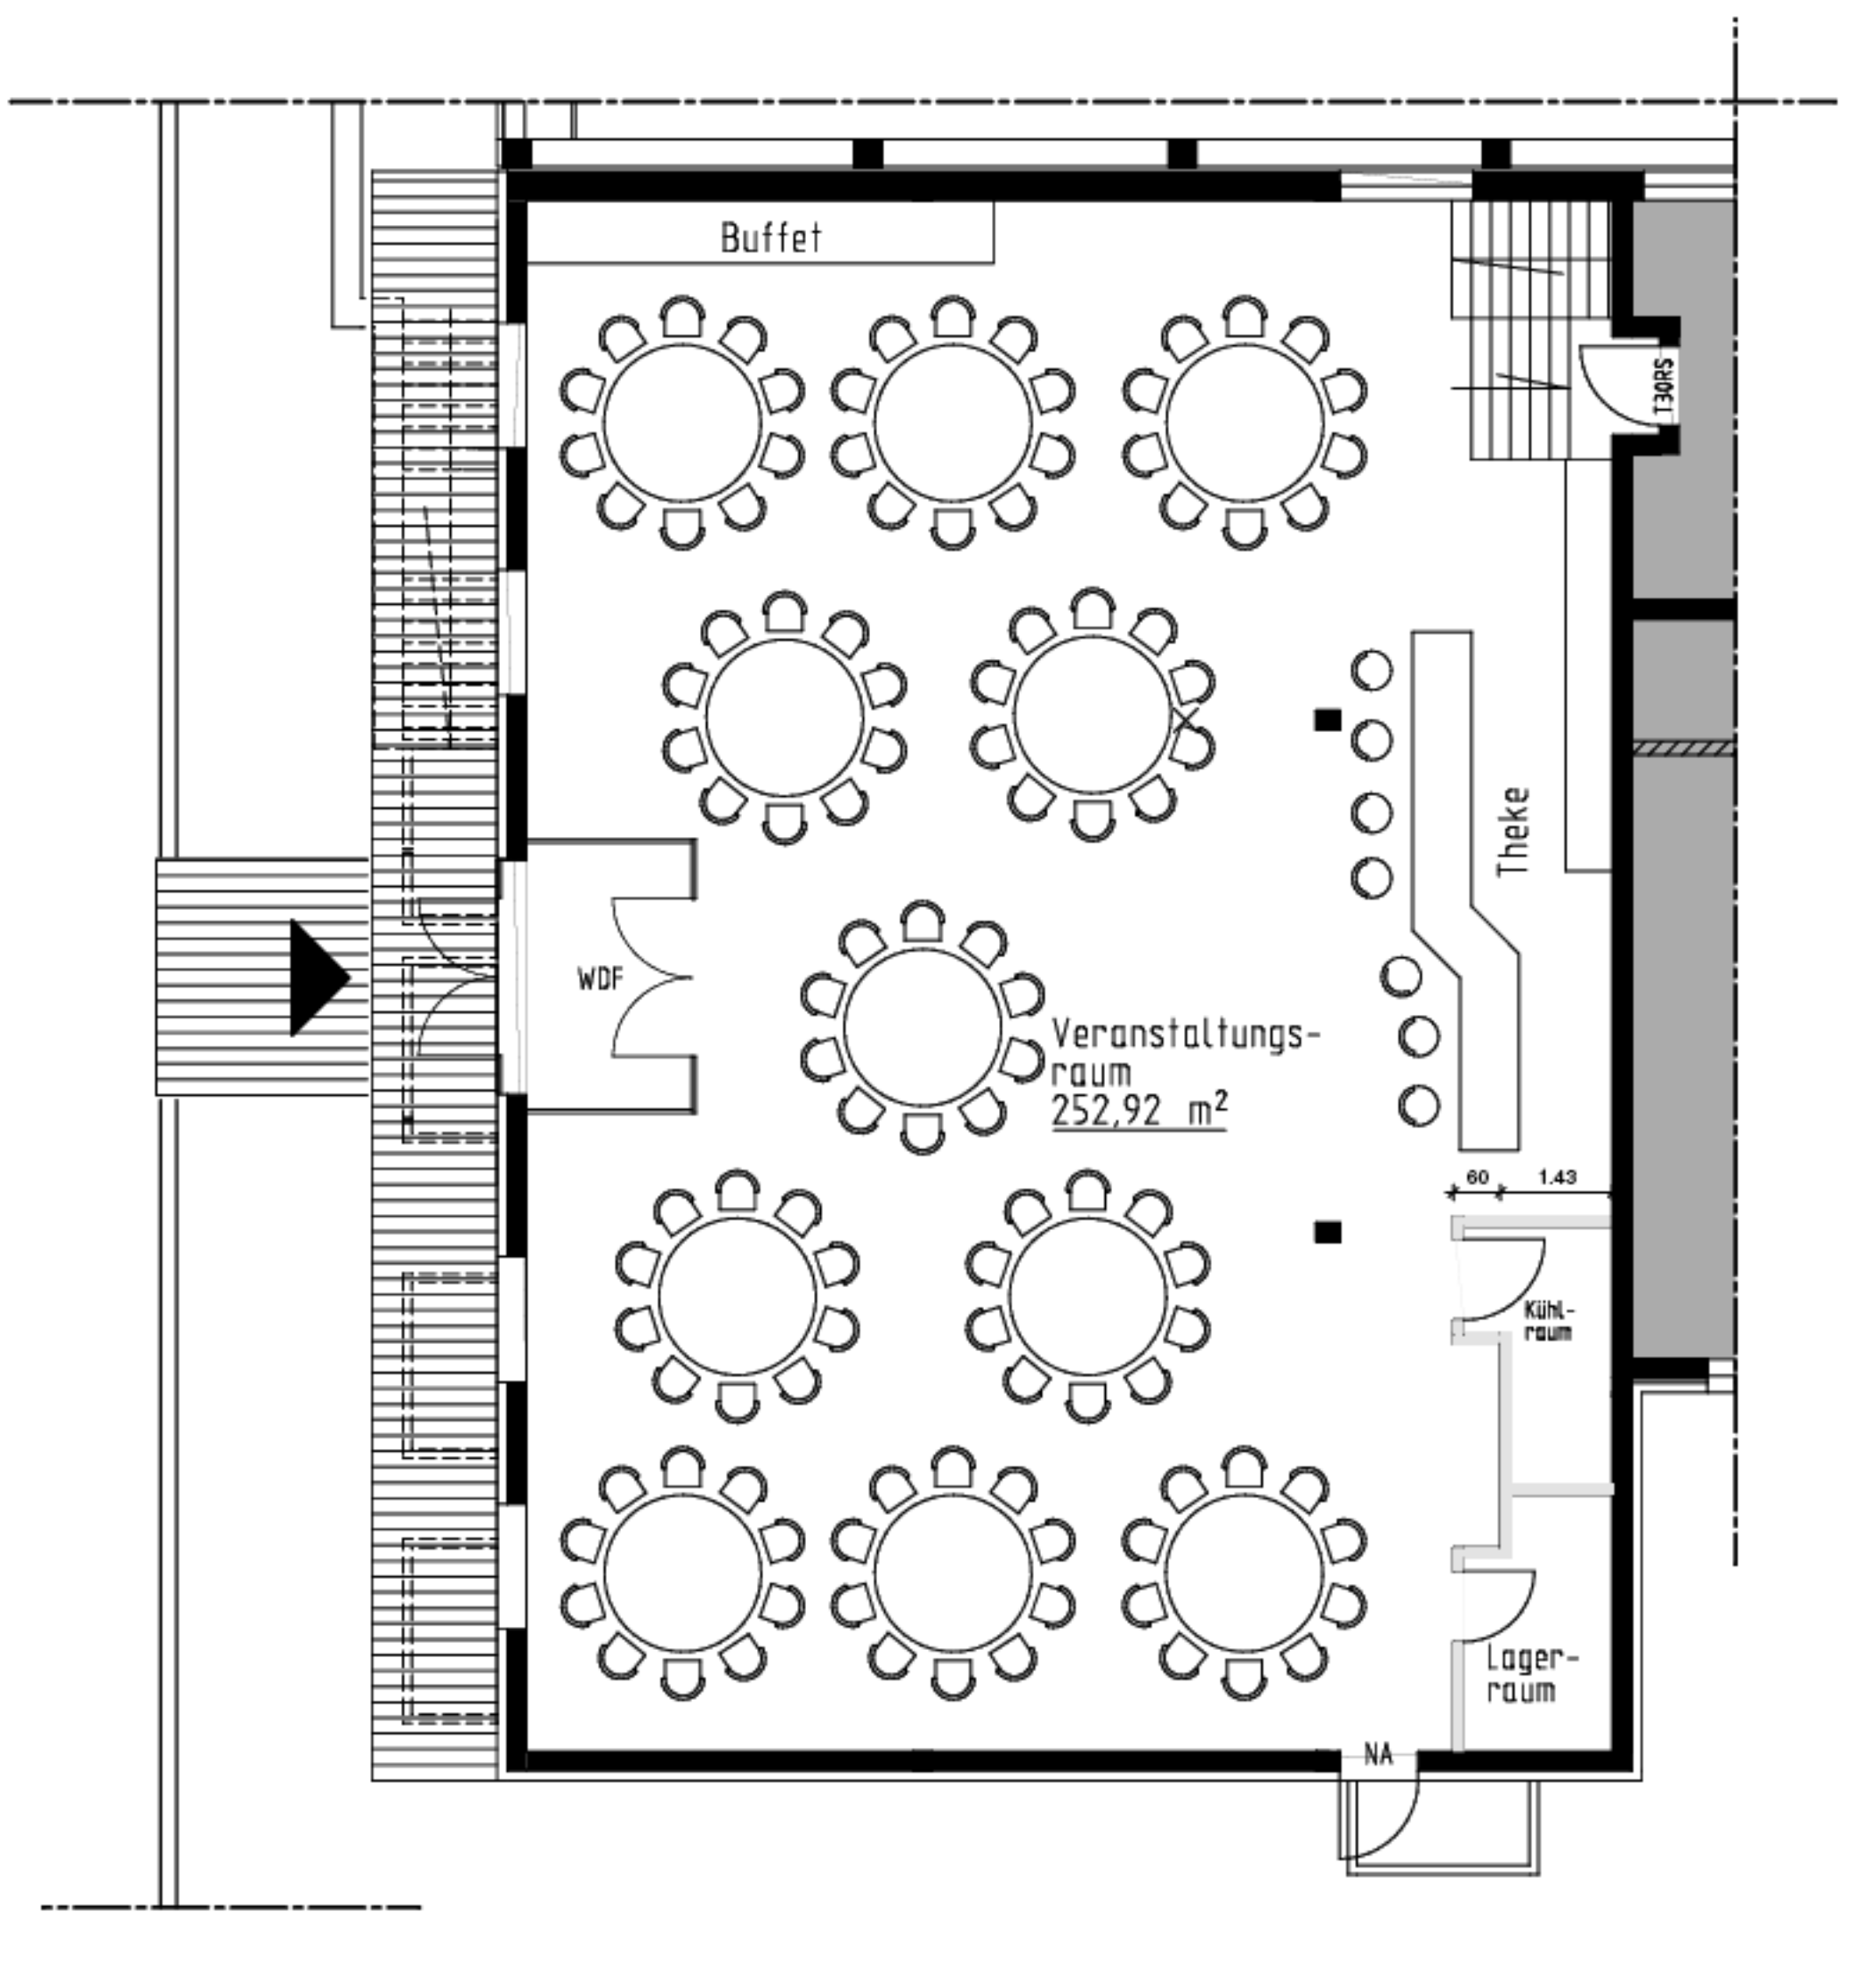 Buffet
T30RS
Theke
WDF
Veranstaltungs-
raum
252,92 m²
60 1.43
Kühl-
raum
Lager-
raum
NA